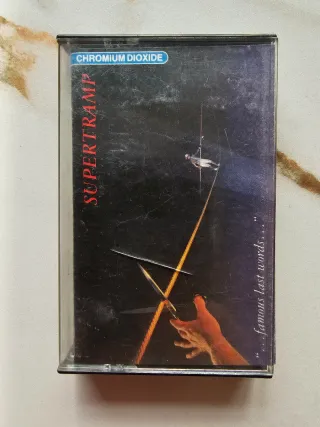 CHROMIUM DIOXIDE
SUPERTRAMP
"...famous last words..."